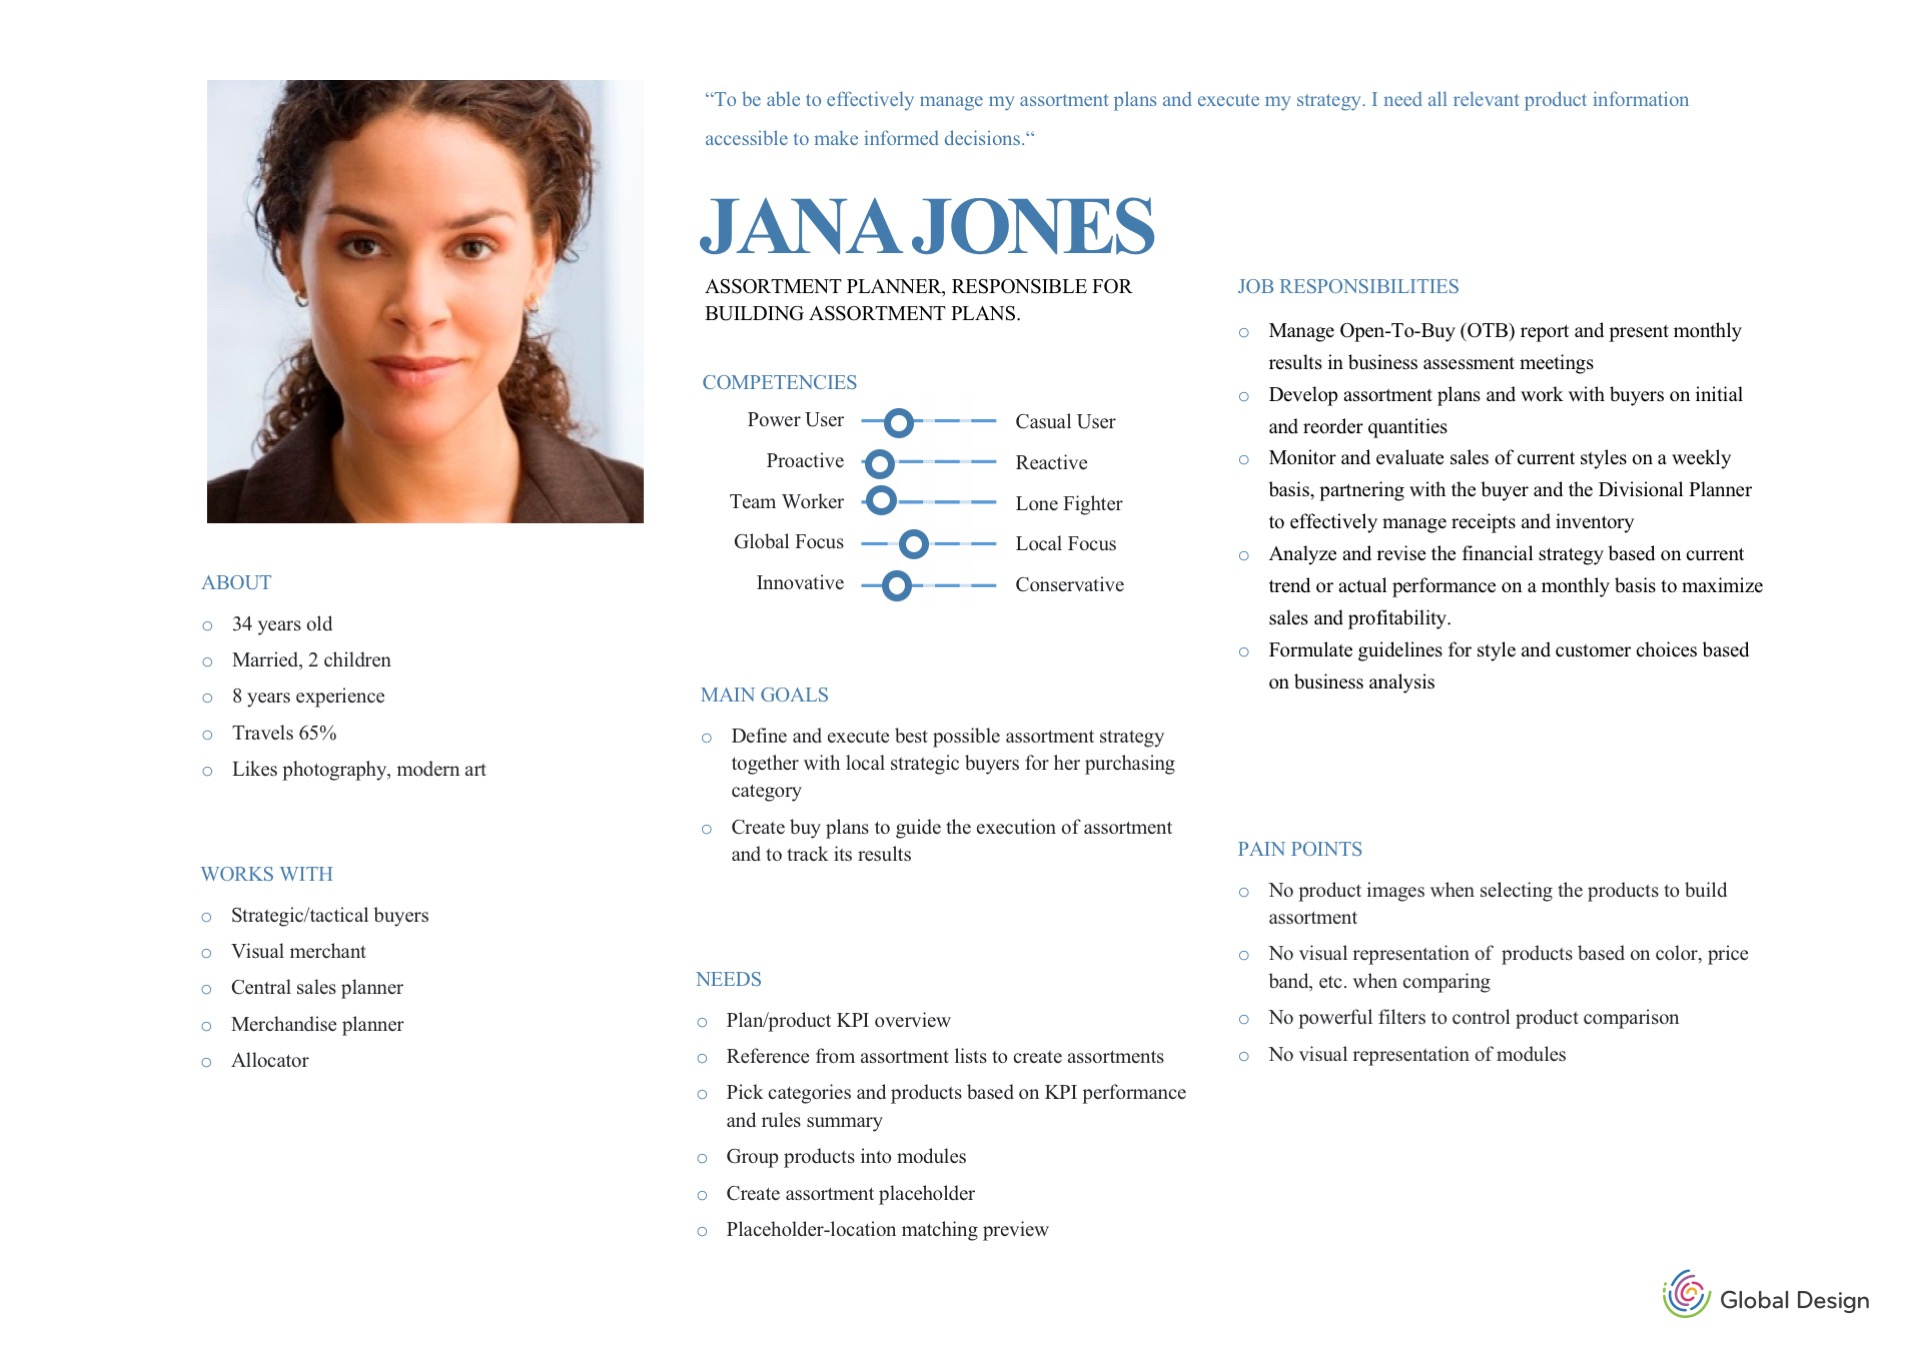 “To be able to effectively manage my assortment plans and execute my strategy. I need all relevant product information
accessible to make informed decisions.“
JANA JONES
ASSORTMENT PLANNER, RESPONSIBLE FOR
BUILDING ASSORTMENT PLANS.
COMPETENCIES
Power User Casual User
Proactive Reactive
Team Worker Lone Fighter
Global Focus Local Focus
Innovative Conservative
ABOUT
34 years old
Married, 2 children
8 years experience
Travels 65%
Likes photography, modern art
WORKS WITH
Strategic/tactical buyers
Visual merchant
Central sales planner
Merchandise planner
Allocator
MAIN GOALS
Define and execute best possible assortment strategy
together with local strategic buyers for her purchasing
category
Create buy plans to guide the execution of assortment
and to track its results
NEEDS
Plan/product KPI overview
Reference from assortment lists to create assortments
Pick categories and products based on KPI performance
and rules summary
Group products into modules
Create assortment placeholder
Placeholder-location matching preview
JOB RESPONSIBILITIES
Manage Open-To-Buy (OTB) report and present monthly
results in business assessment meetings
Develop assortment plans and work with buyers on initial
and reorder quantities
Monitor and evaluate sales of current styles on a weekly
basis, partnering with the buyer and the Divisional Planner
to effectively manage receipts and inventory
Analyze and revise the financial strategy based on current
trend or actual performance on a monthly basis to maximize
sales and profitability.
Formulate guidelines for style and customer choices based
on business analysis
PAIN POINTS
No product images when selecting the products to build
assortment
No visual representation of  products based on color, price
band, etc. when comparing
No powerful filters to control product comparison
No visual representation of modules
Global Design